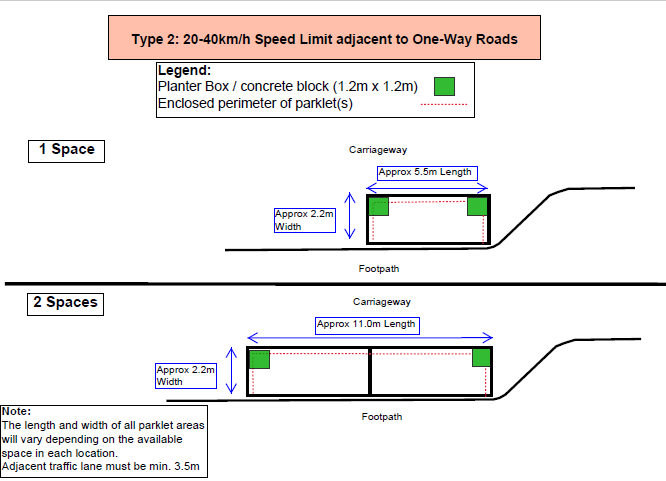 Type 2: 20-40km/h Speed Limit adjacent to One-Way Roads
Legend:
Planter Box / concrete block (1.2m x 1.2m)
Enclosed perimeter of parklet(s)
1 Space
Carriageway
Approx 5.5m Length
Approx 2.2m
Width
Footpath
2 Spaces
Carriageway
Approx 11.0m Length
Approx 2.2m
Width
Footpath
Note:
The length and width of all parklet areas
will vary depending on the available
space in each location.
Adjacent traffic lane must be min. 3.5m